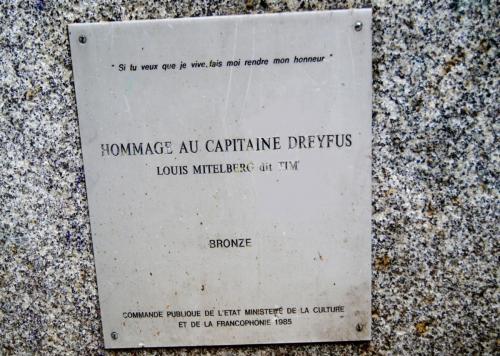 " Si tu veux que je vive, fais moi rendre mon honneur "
HOMMAGE AU CAPITAINE DREYFUS
LOUIS MITELBERG dit TIM'
BRONZE
COMMANDE PUBLIQUE DE L'ETAT MINISTERE DE LA CULTURE
ET DE LA FRANCOPHONIE 1985